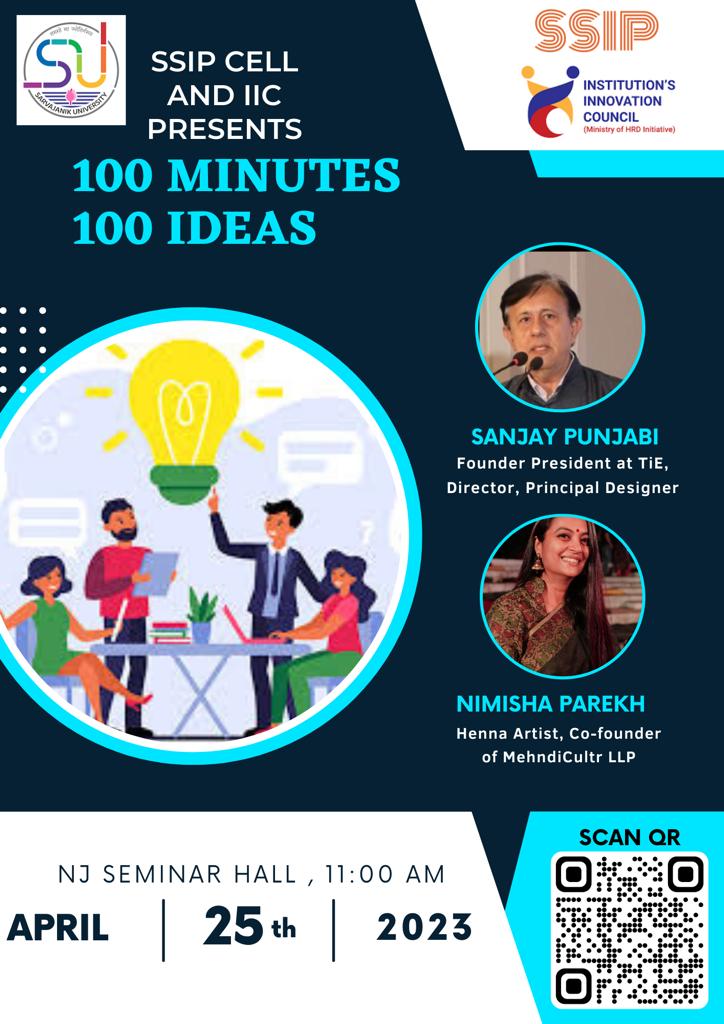 SARVAJANIK UNIVERSITY
SSIP CELL
AND IIC
PRESENTS
100 MINUTES
100 IDEAS
SSIP
INSTITUTION'S
INNOVATION
COUNCIL
(Ministry of HRD Initiative)
SANJAY PUNJABI
Founder President at TiE,
Director, Principal Designer
NIMISHA PAREKH
Henna Artist, Co-founder
of MehndiCultr LLP
SCAN QR
NJ SEMINAR HALL , 11:00 AM
APRIL 25th 2023